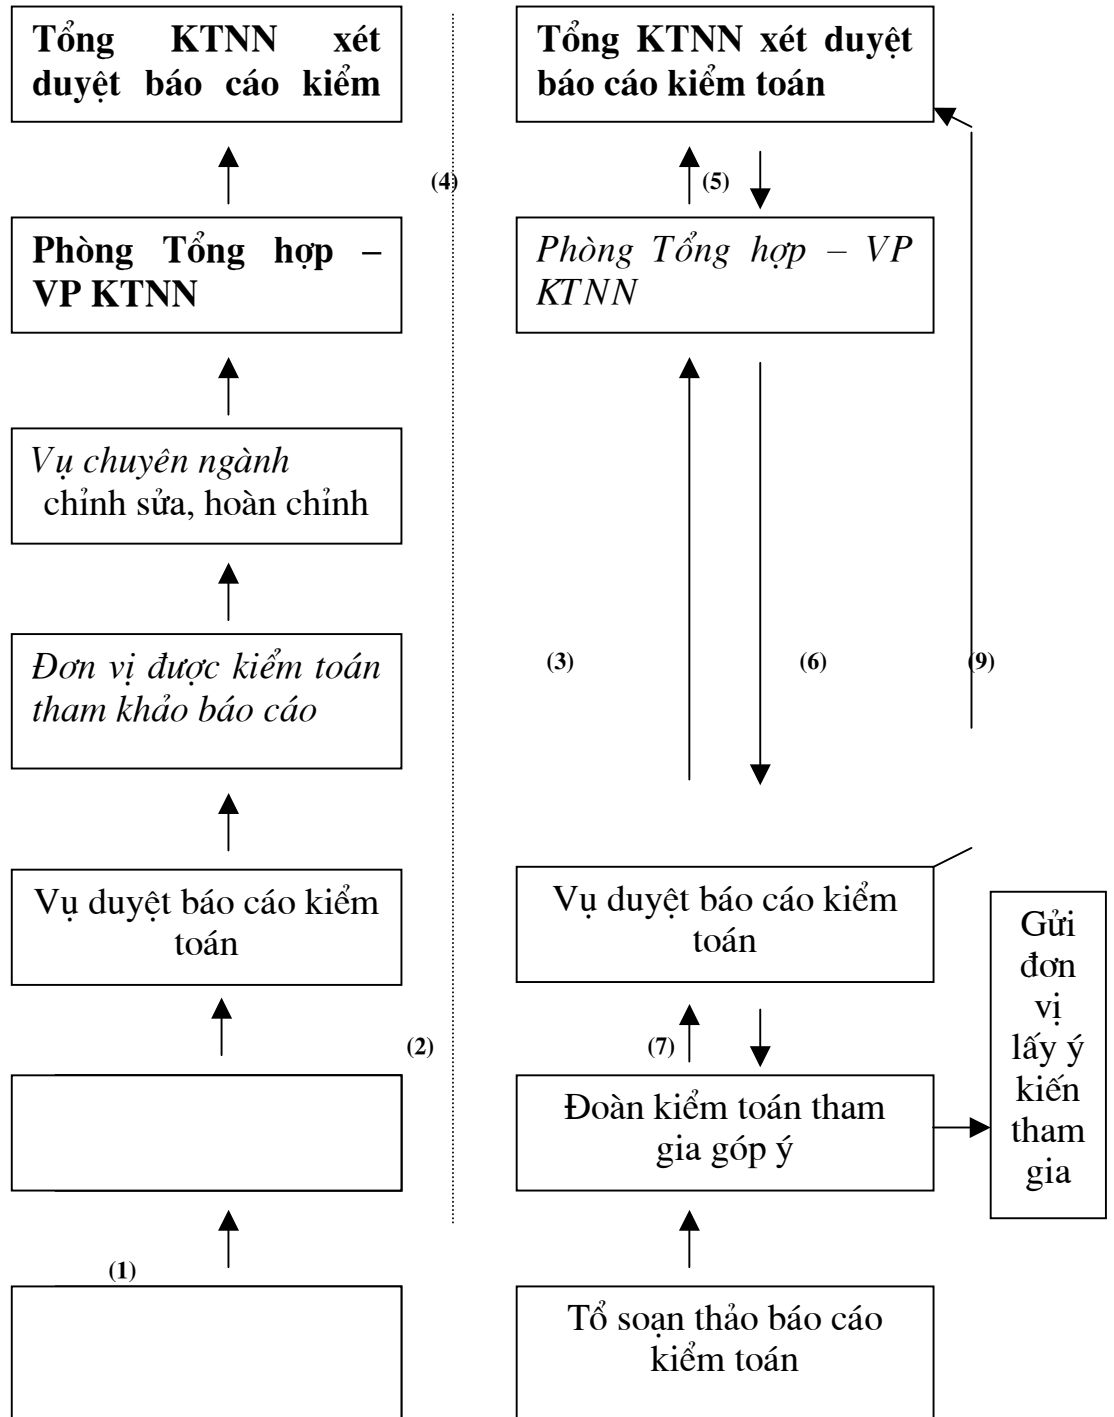 Tổng KTNN xét
duyệt báo cáo kiểm
Tổng KTNN xét duyệt
báo cáo kiểm toán
(4)
(5)
Phòng Tổng hợp –
VP KTNN
Phòng Tổng hợp – VP
KTNN
Vụ chuyên ngành
chỉnh sửa, hoàn chỉnh
Đơn vị được kiểm toán
tham khảo báo cáo
(3)
(6)
(9)
Vụ duyệt báo cáo kiểm
toán
Vụ duyệt báo cáo kiểm
toán
Gửi
đơn
vị
lấy ý
kiến
tham
gia
(2)
(7)
Đoàn kiểm toán tham
gia góp ý
(1)
Tổ soạn thảo báo cáo
kiểm toán